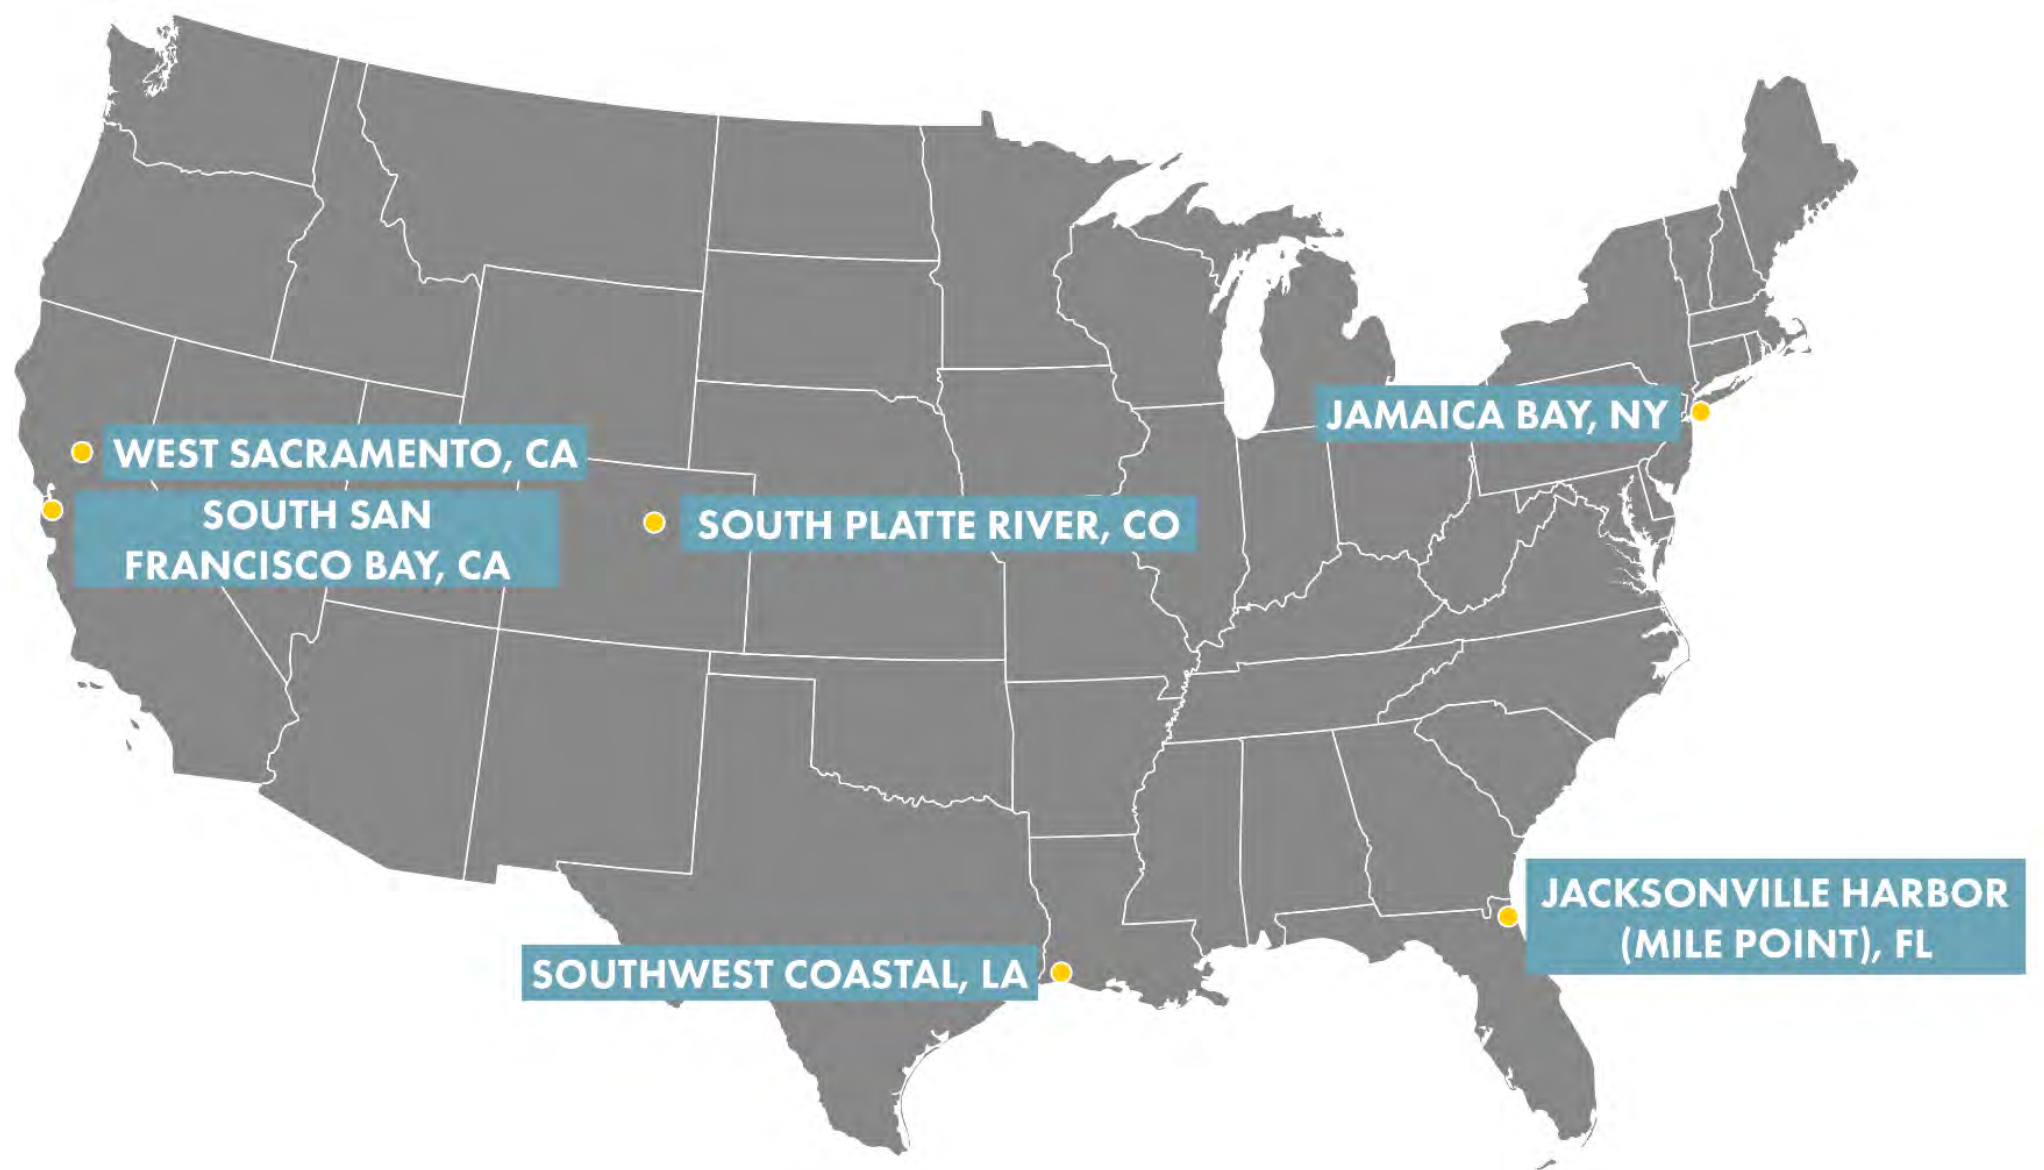 JAMAICA BAY, NY
WEST SACRAMENTO, CA
SOUTH SAN
FRANCISCO BAY, CA
SOUTH PLATTE RIVER, CO
JACKSONVILLE HARBOR
(MILE POINT), FL
SOUTHWEST COASTAL, LA